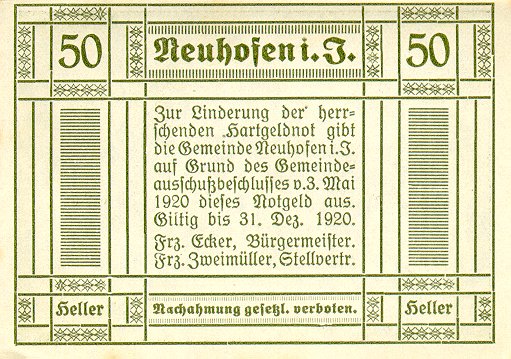 50 Neuhofen i. J. 50
Zur Linderung der herr-
schenden Hartgeldnot gibt
die Gemeinde Neuhofen i. J.
auf Grund des Gemeinde-
ausschußbeschlusses v. 3. Mai
1920 dieses Notgeld aus.
Giltig bis 31. Dez. 1920.
Frz. Ecker, Bürgermeister.
Frz. Zweimüller, Stellvertr.
Heller Nachahmung gesetzl. verboten. Heller